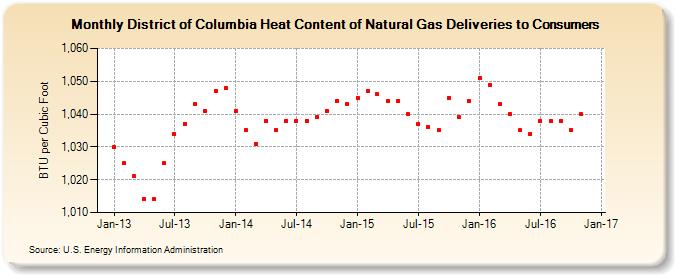 Monthly District of Columbia Heat Content of Natural Gas Deliveries to Consumers
BTU per Cubic Foot
1,060
1,050
1,040
1,030
1,020
1,010
Jan-13 Jul-13 Jan-14 Jul-14 Jan-15 Jul-15 Jan-16 Jul-16 Jan-17
Source: U.S. Energy Information Administration